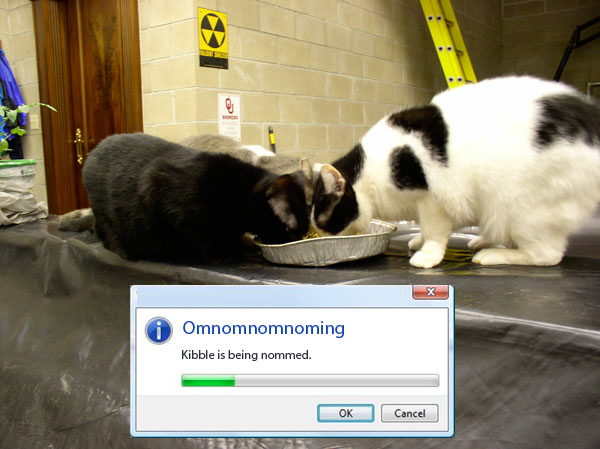 OU
Omnomnomnoming
Kibble is being nommed.
OK
Cancel